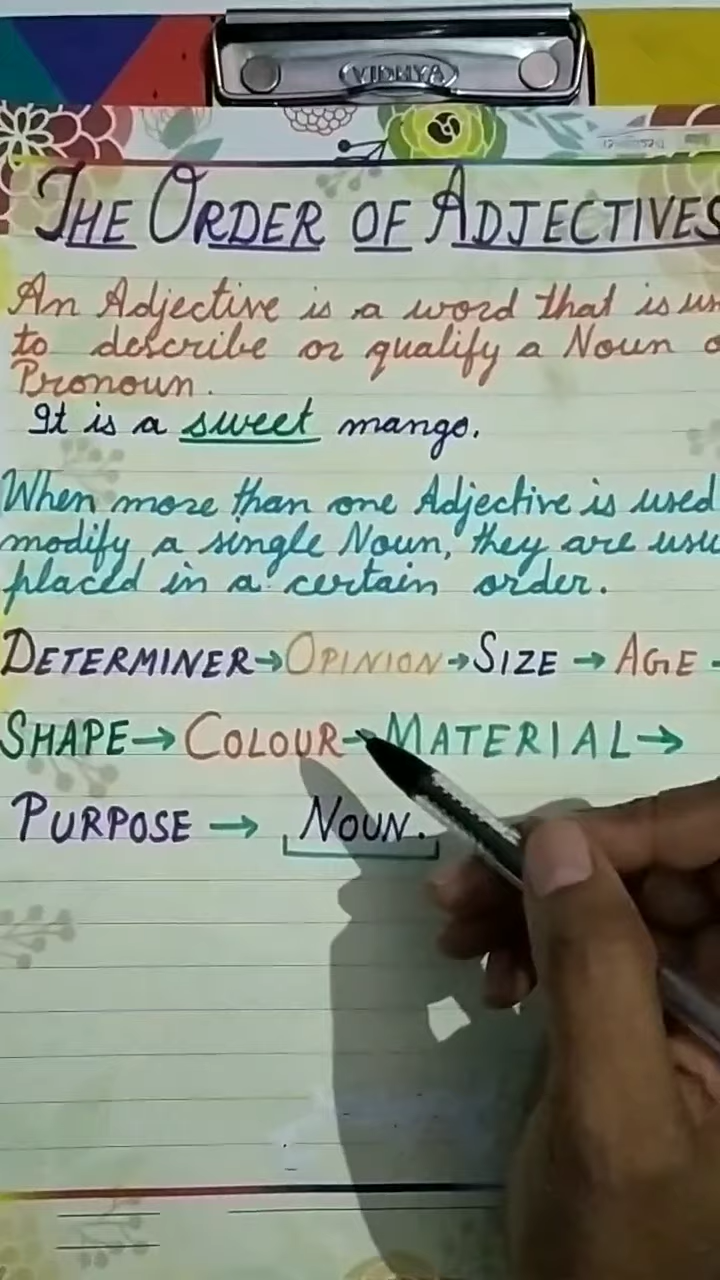 VIDHYA
THE ORDER OF ADJECTIVES
An Adjective is a word that is
to describe or qualify a Noun
Pronoun.
It is a sweet mango.
When more than one Adjective is used
modify a single Noun, they are
placed in a certain order.
DETERMINER → OPINION → SIZE → AGE
SHAPE → COLOUR → MATERIAL →
PURPOSE → NOUN.